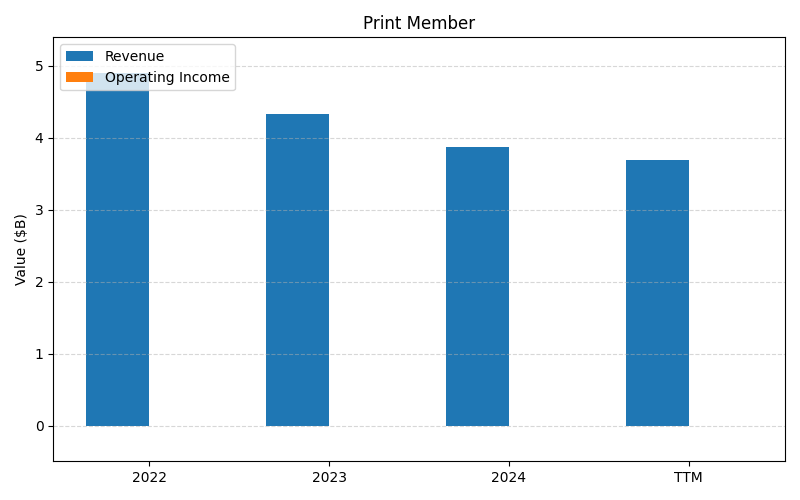 Print Member
Revenue
Operating Income
Value ($B)
5
4
3
2
1
0
2022
2023
2024
TTM